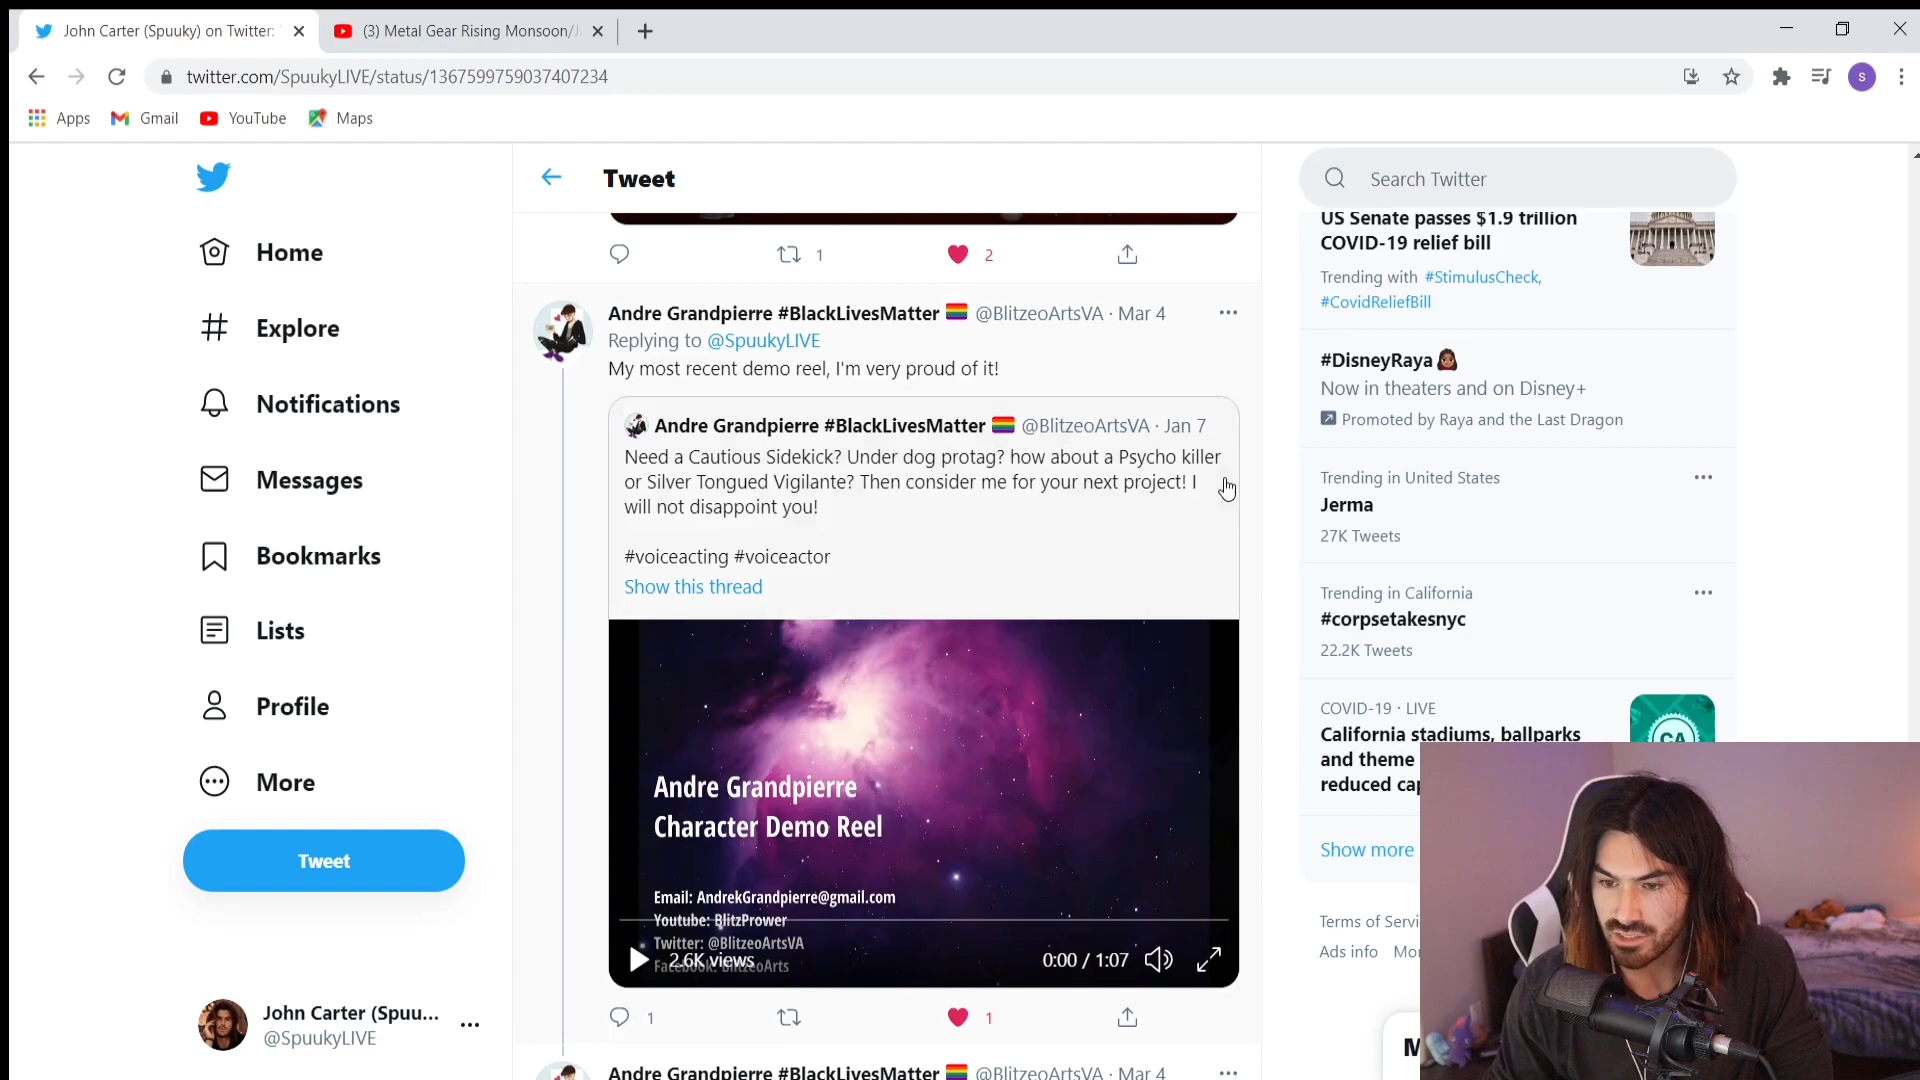 John Carter (Spuuky) on Twitter:
(3) Metal Gear Rising Monsoon/J
twitter.com/SpuukyLIVE/status/1367599759037407234
S
Apps
Gmail
YouTube
Maps
Home
Explore
Notifications
Messages
Bookmarks
Lists
Profile
More
Tweet
John Carter (Spuu...
@SpuukyLIVE
Tweet
1
2
Andre Grandpierre #BlackLivesMatter @BlitzeoArtsVA · Mar 4
Replying to @SpuukyLIVE
My most recent demo reel, I'm very proud of it!
Andre Grandpierre #BlackLivesMatter @BlitzeoArtsVA · Jan 7
Need a Cautious Sidekick? Under dog protag? how about a Psycho killer
or Silver Tongued Vigilante? Then consider me for your next project! I
will not disappoint you!
#voiceacting #voiceactor
Show this thread
Andre Grandpierre
Character Demo Reel
Email: AndrekGrandpierre@gmail.com
Youtube: BlitzPrower
Twitter: @BlitzeoArtsVA
Facebook: BlitzeoArts
2.6K views
0:00 / 1:07
1
1
Andre Grandpierre #BlackLivesMatter @BlitzeoArtsVA · Mar 4
Search Twitter
US Senate passes $1.9 trillion
COVID-19 relief bill
Trending with #StimulusCheck,
#CovidReliefBill
#DisneyRaya
Now in theaters and on Disney+
Promoted by Raya and the Last Dragon
Trending in United States
Jerma
27K Tweets
Trending in California
#corpsetakesnyc
22.2K Tweets
COVID-19 · LIVE
California stadiums, ballparks
and theme
reduced cap
CA
Show more
Terms of Servi
Ads info Mor
M